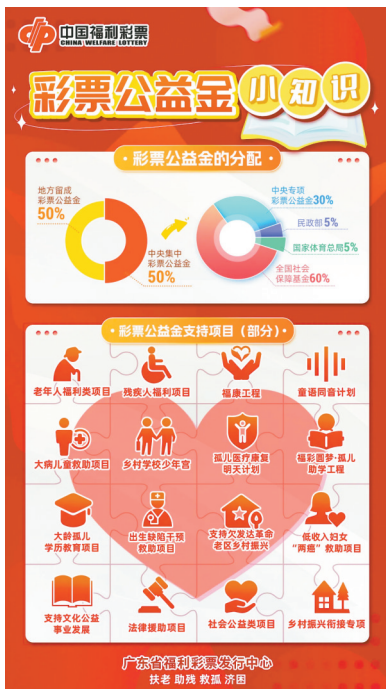 中国福利彩票
CHINA WELFARE LOTTERY
彩票公益金
小知识
彩票公益金的分配
地方留成
彩票公益金
50%
中央集中
彩票公益金
50%
中央专项
彩票公益金30%
民政部5%
国家体育总局5%
全国社会
保障基金60%
彩票公益金支持项目（部分）
老年人福利类项目
残疾人福利项目
福康工程
童语同音计划
大病儿童救助项目
乡村学校少年宫
孤儿医疗康复
明天计划
福彩圆梦·孤儿
助学工程
大龄孤儿
学历教育项目
出生缺陷干预
救助项目
支持欠发达革命
老区乡村振兴
低收入妇女
“两癌”救助项目
支持文化公益
事业发展
法律援助项目
社会公益类项目
乡村振兴衔接专项
广东省福利彩票发行中心
扶老 助残 救孤 济困